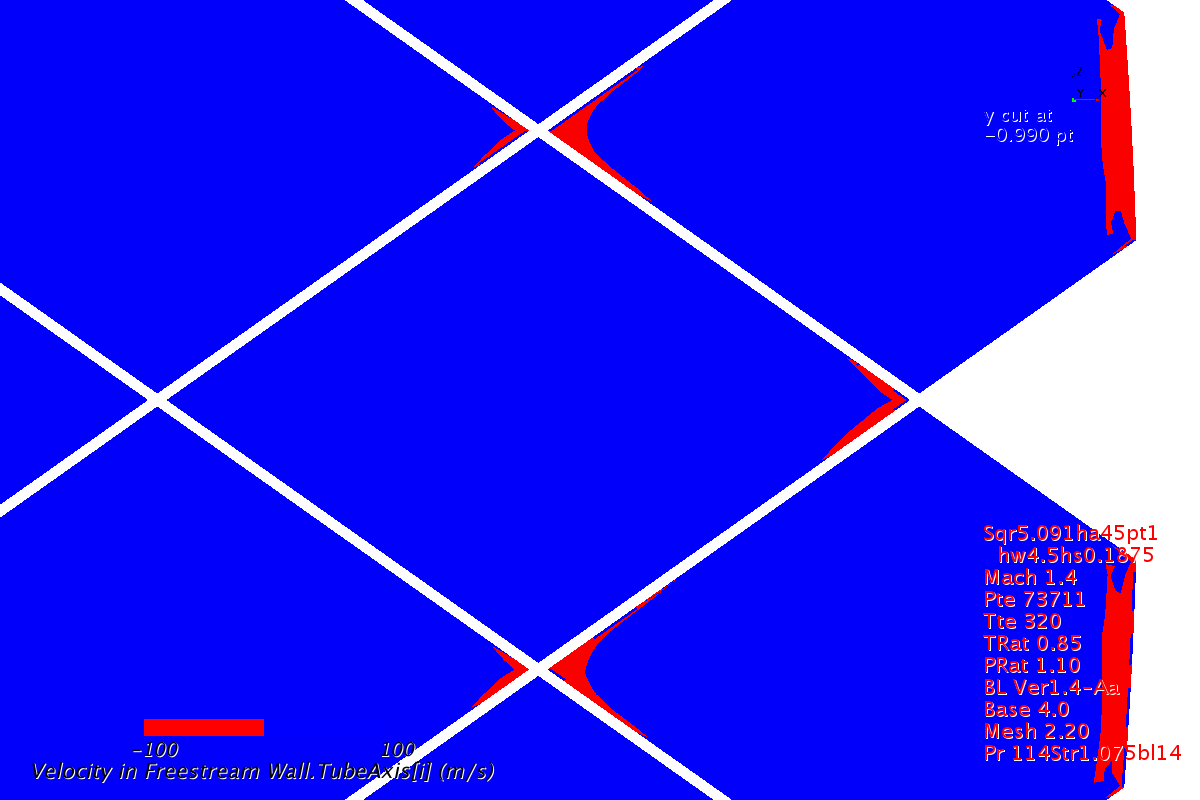 Z
Y X
y cut at
−0.990 pt
Sqr5.091ha45pt1
hw4.5hs0.1875
Mach 1.4
Pte 73711
Tte 320
TRat 0.85
PRat 1.10
BL Ver1.4−Aa
Base 4.0
Mesh 2.20
Pr 114Str1.075bl14
−100 100
Velocity in Freestream Wall.TubeAxis[i] (m/s)